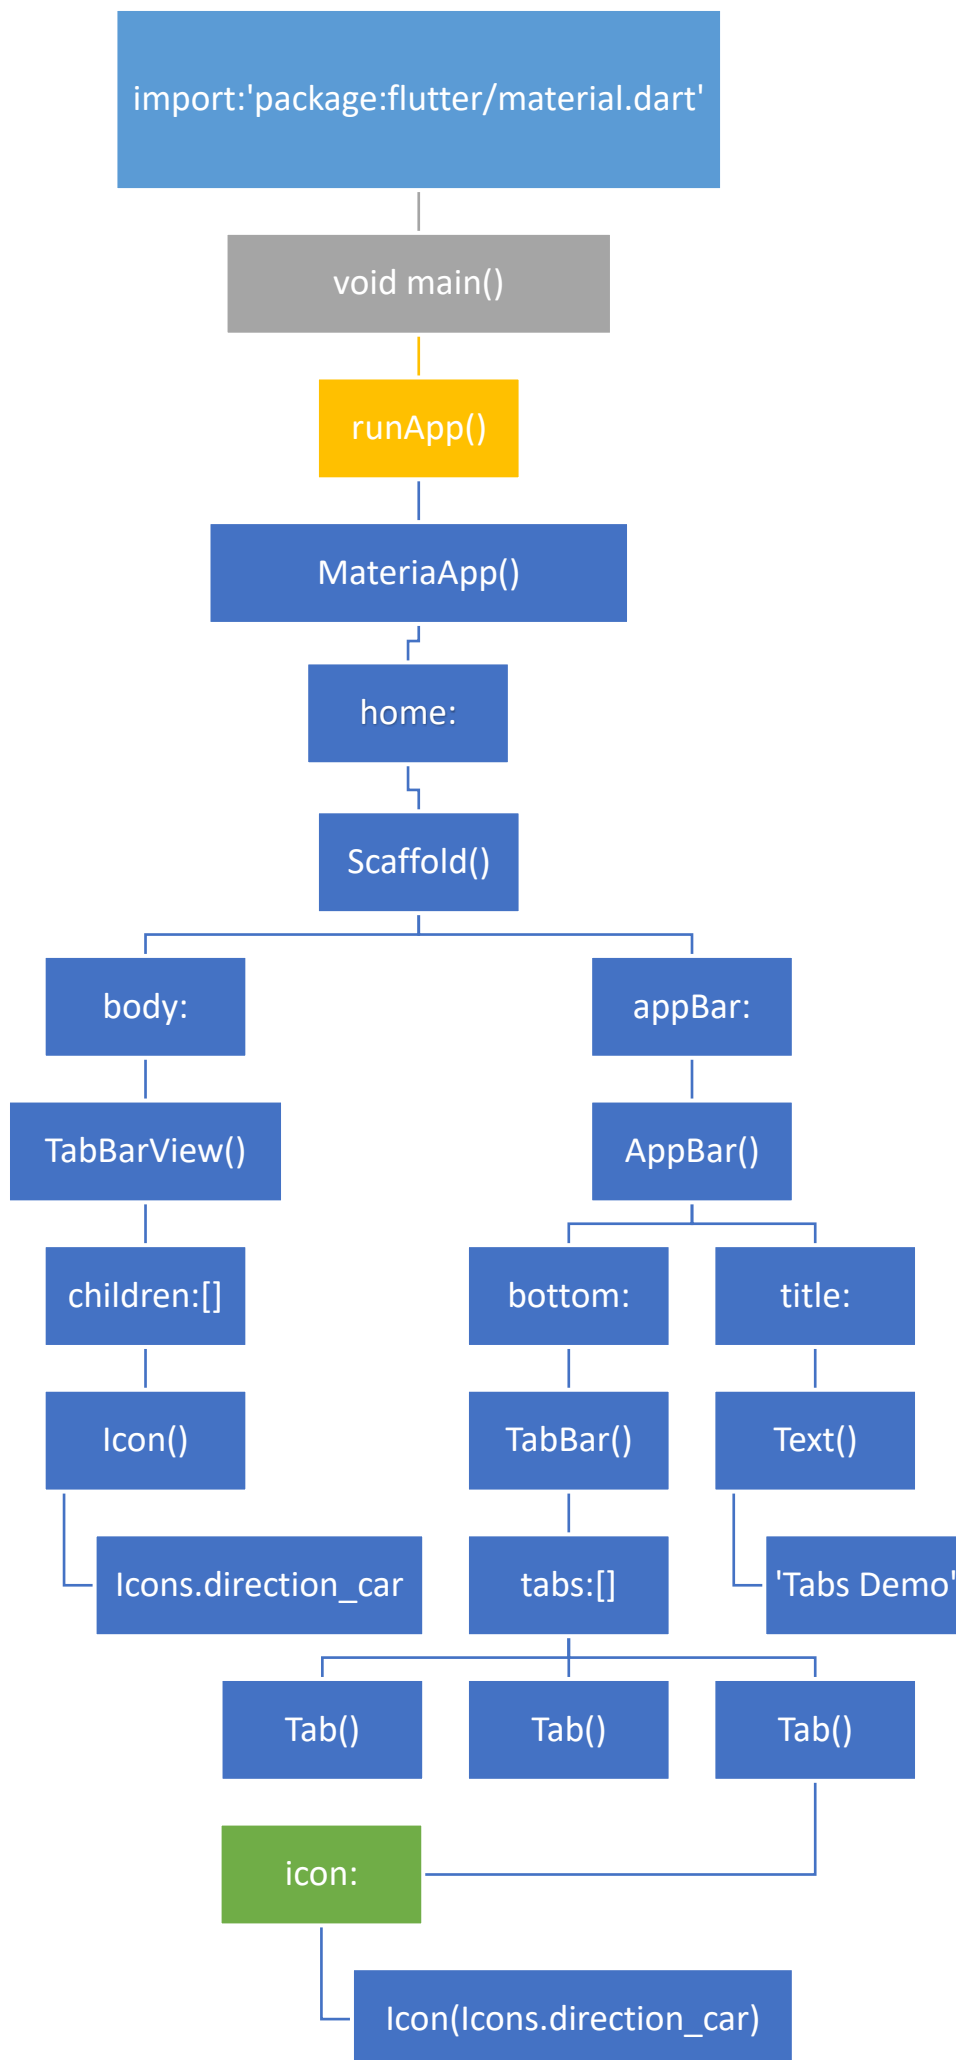 import:'package:flutter/material.dart'
void main()
runApp()
MateriaApp()
home:
Scaffold()
body:
appBar:
TabBarView()
AppBar()
children:[]
bottom:
title:
Icon()
TabBar()
Text()
Icons.direction_car
tabs:[]
'Tabs Demo'
Tab()
Tab()
Tab()
icon:
Icon(Icons.direction_car)